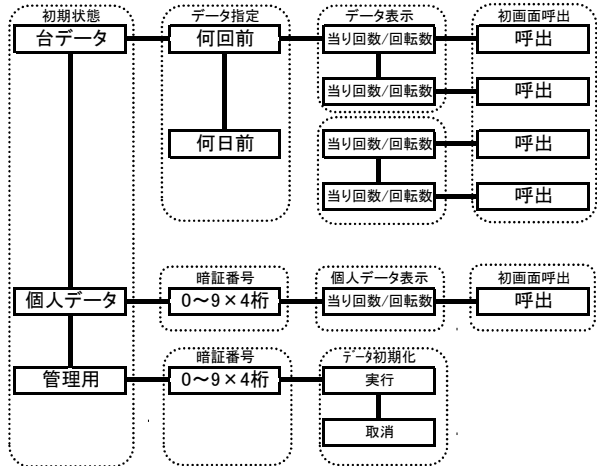 初期状態 データ指定 データ表示 初画面呼出
台データ 何回前 当り回数/回転数 呼出
当り回数/回転数 呼出
何日前 当り回数/回転数 呼出
当り回数/回転数 呼出
暗証番号 個人データ表示 初画面呼出
個人データ 0～9×4桁 当り回数/回転数 呼出
暗証番号 データ初期化
管理用 0～9×4桁 実行
取消